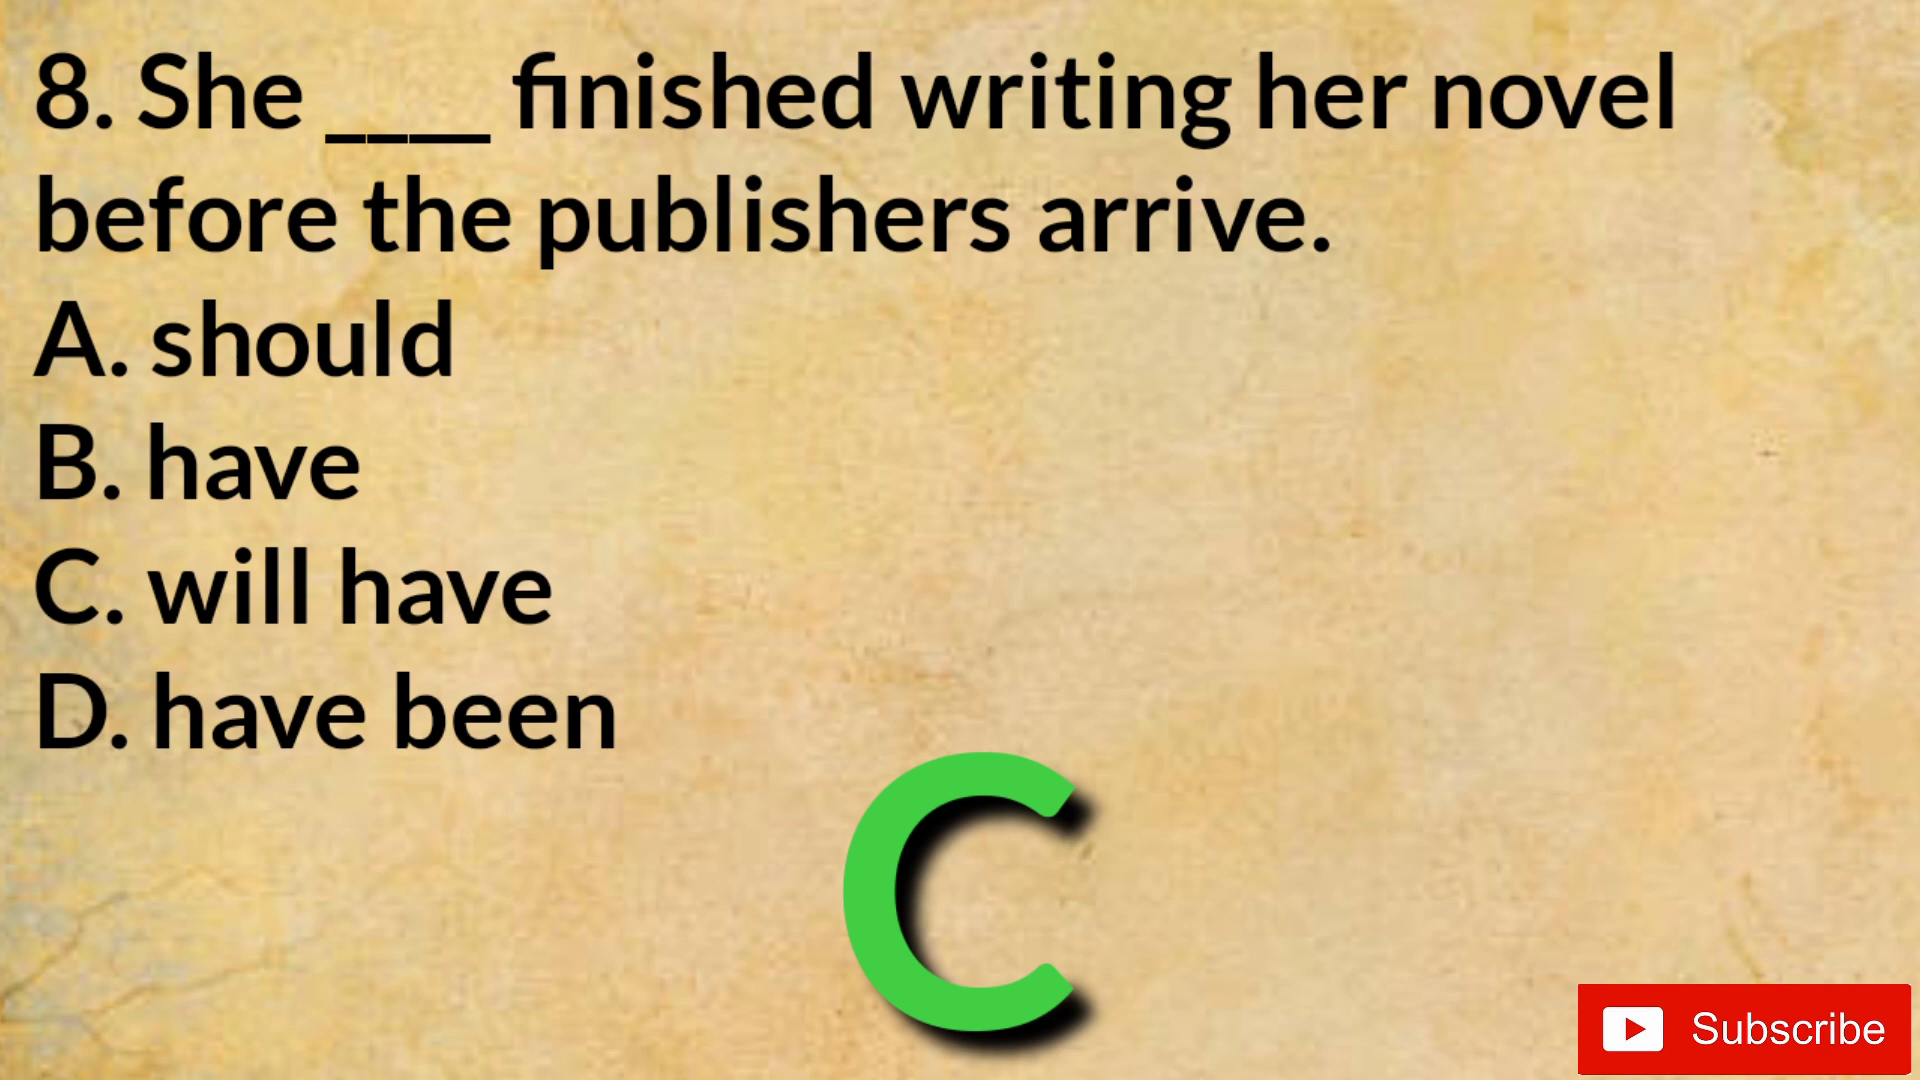 8. She ____ finished writing her novel
before the publishers arrive.
A. should
B. have
C. will have
D. have been
C
Subscribe